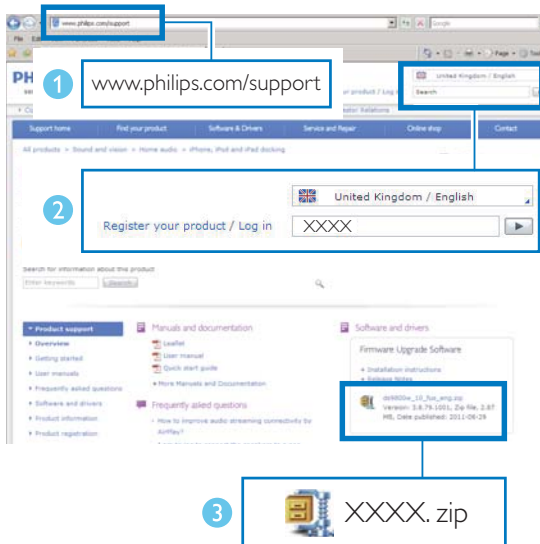 www.philips.com/support
Google
File
Page
PH
1
www.philips.com/support
United Kingdom / English
Search
Support home
Find your product
Software & Drivers
Service and Repair
Online shop
Contact
All products > Sound and vision > Home audio > iPhone, iPod and iPad docking
2
United Kingdom / English
Register your product / Log in
XXXX
Search for information about the product
Enter keywords
Search
Product support
Overview
Getting started
User manuals
Frequently asked questions
Software and drivers
Product information
Product registration
Manuals and documentation
Leaflet
User manual
Quick start guide
More Manuals and Documentation
Frequently asked questions
How to improve audio streaming connectivity by
AirPlay?
Software and drivers
Firmware Upgrade Software
Installation instructions
Release Notes
ds9800w_10_fus_eng.zip
Version: 3.8.79.1001, Zip file, 2.87
MB, Date published: 2011-06-29
3
XXXX. zip